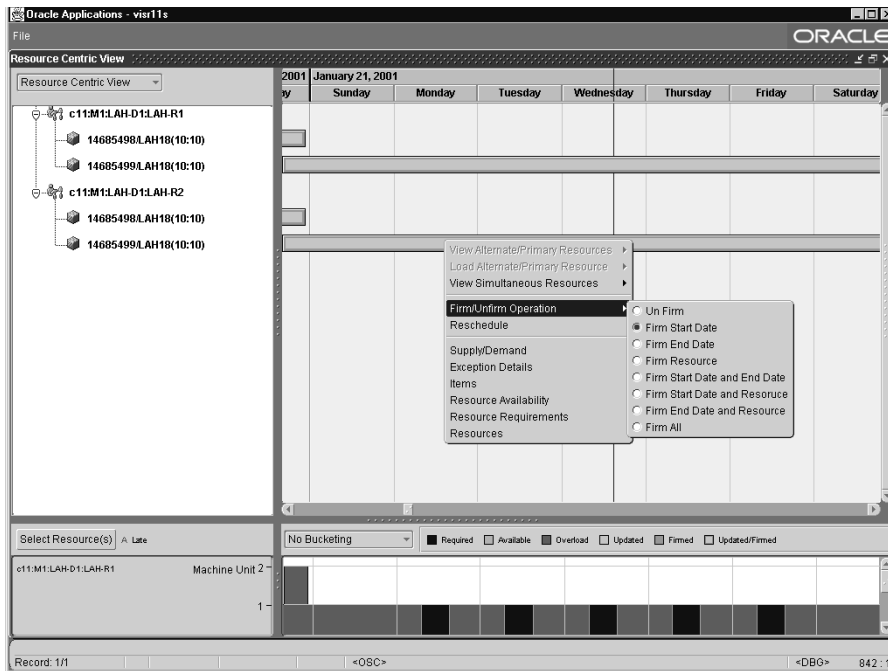 Oracle Applications - visr11s
File
ORACLE
Resource Centric View
Resource Centric View
2001 January 21, 2001
ay Sunday Monday Tuesday Wednesday Thursday Friday Saturday
c11:M1:LAH-D1:LAH-R1
14685498/LAH18(10:10)
14685499/LAH18(10:10)
c11:M1:LAH-D1:LAH-R2
14685498/LAH18(10:10)
14685499/LAH18(10:10)
View Alternate/Primary Resources
Load Alternate/Primary Resource
View Simultaneous Resources
Firm/Unfirm Operation
Reschedule
Supply/Demand
Exception Details
Items
Resource Availability
Resource Requirements
Resources
Un Firm
Firm Start Date
Firm End Date
Firm Resource
Firm Start Date and End Date
Firm Start Date and Resoruce
Firm End Date and Resource
Firm All
Select Resource(s) A Late
No Bucketing Required Available Overload Updated Firmed Updated/Firmed
c11:M1:LAH-D1:LAH-R1 Machine Unit 2
1
Record: 1/1 <OSC> <DBG> 842 :